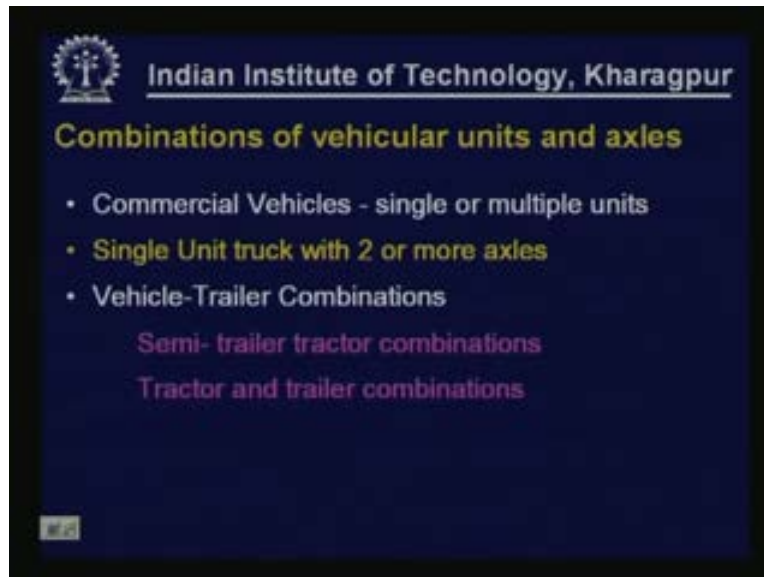 Indian Institute of Technology, Kharagpur
Combinations of vehicular units and axles
• Commercial Vehicles - single or multiple units
• Single Unit truck with 2 or more axles
• Vehicle-Trailer Combinations
Semi- trailer tractor combinations
Tractor and trailer combinations